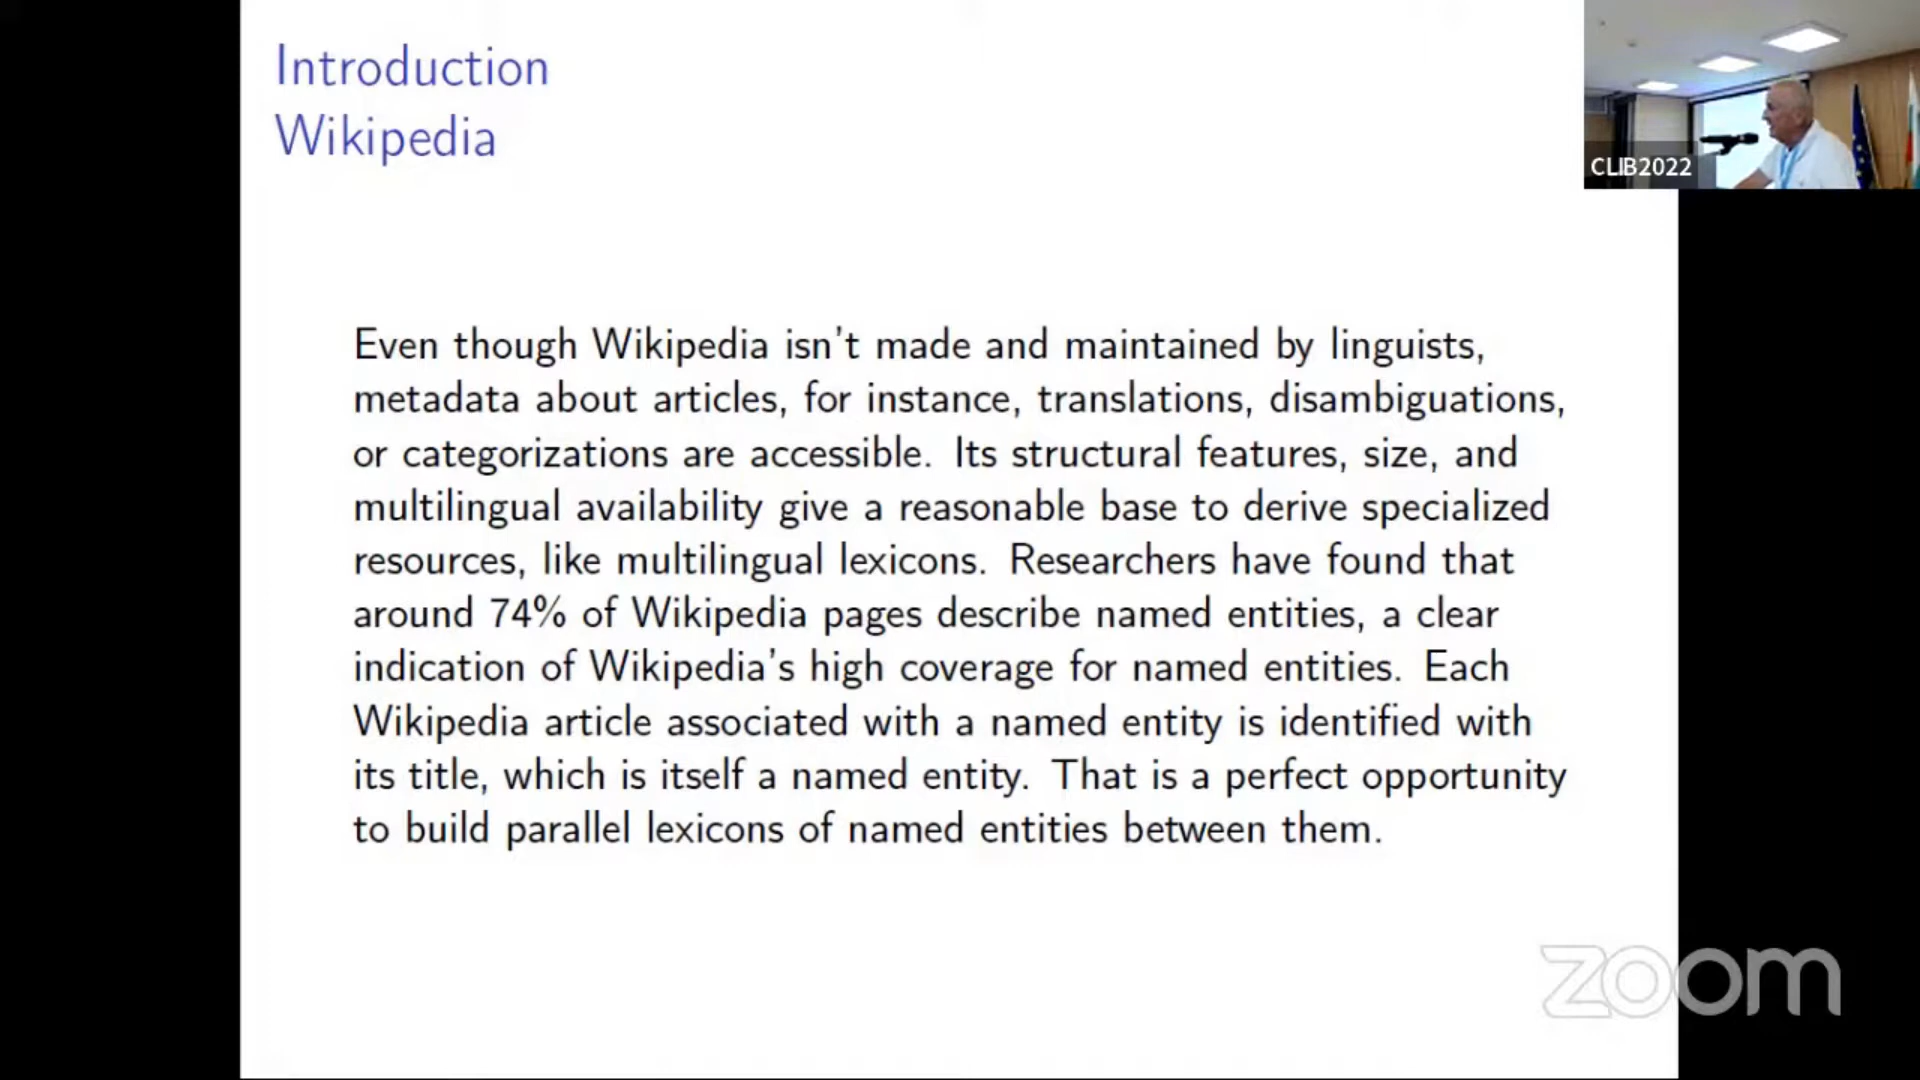 Introduction
Wikipedia
CLIB2022
Even though Wikipedia isn't made and maintained by linguists,
metadata about articles, for instance, translations, disambiguations,
or categorizations are accessible. Its structural features, size, and
multilingual availability give a reasonable base to derive specialized
resources, like multilingual lexicons. Researchers have found that
around 74% of Wikipedia pages describe named entities, a clear
indication of Wikipedia's high coverage for named entities. Each
Wikipedia article associated with a named entity is identified with
its title, which is itself a named entity. That is a perfect opportunity
to build parallel lexicons of named entities between them.
zoom